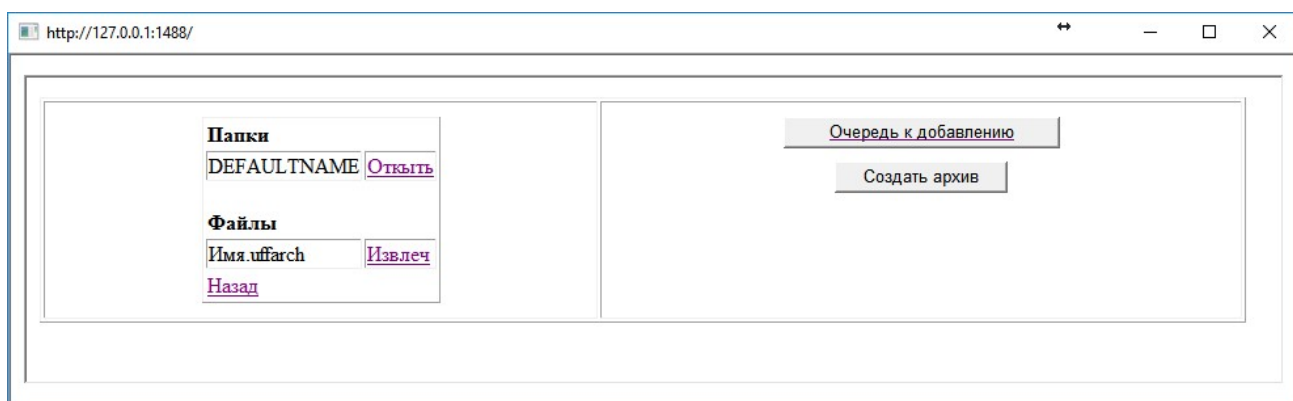 http://127.0.0.1:1488/
Папки
DEFAULTNAME Откыть
Файлы
Имя.uffarch Извлеч
Назад
Очередь к добавлению
Создать архив